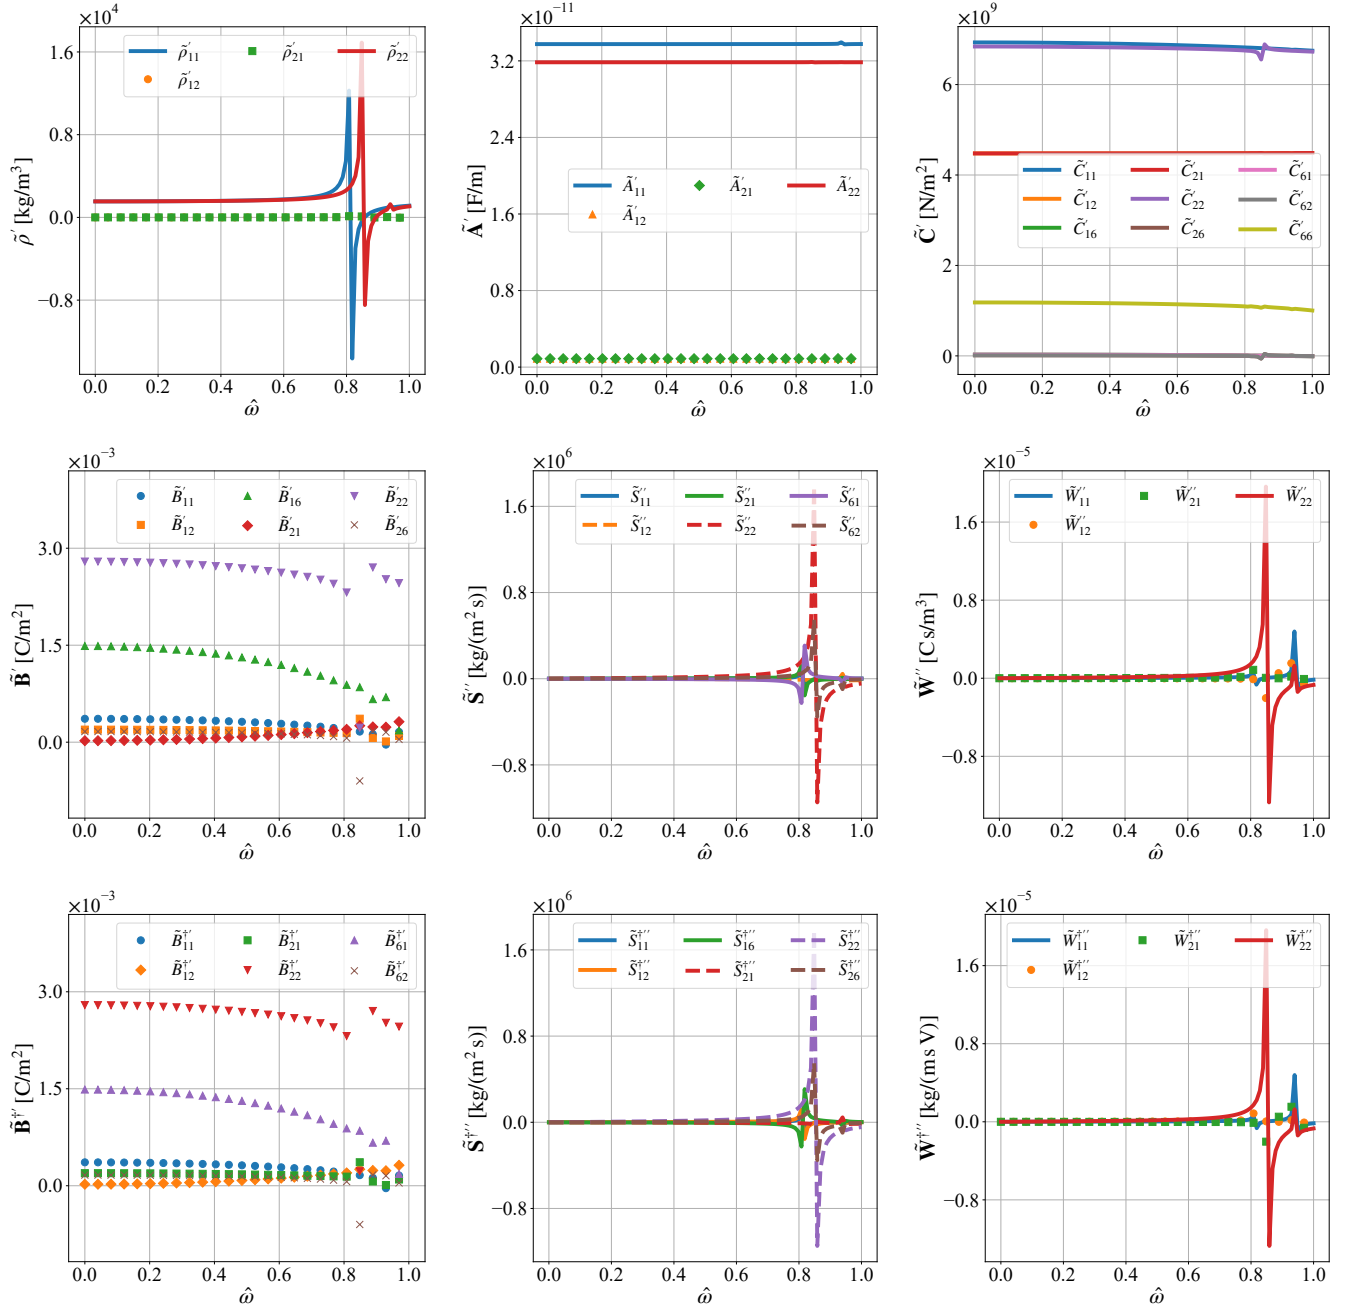 ×10⁴
ρ̃′₁₁ ρ̃′₂₁ ρ̃′₂₂
ρ̃′₁₂
1.6
0.8
0.0
−0.8
ρ̃′ [kg/m³]
0.0 0.2 0.4 0.6 0.8 1.0
ω̂
×10⁻¹¹
3.2
2.4
1.6
0.8
0.0
Ã′ [F/m]
Ã′₁₁ Ã′₂₁ Ã′₂₂
Ã′₁₂
0.0 0.2 0.4 0.6 0.8 1.0
ω̂
×10⁹
6
4
2
0
C̃′ [N/m²]
C̃′₁₁ C̃′₂₁ C̃′₆₁
C̃′₁₂ C̃′₂₂ C̃′₆₂
C̃′₁₆ C̃′₂₆ C̃′₆₆
0.0 0.2 0.4 0.6 0.8 1.0
ω̂
×10⁻³
B̃′₁₁ B̃′₁₆ B̃′₂₂
B̃′₁₂ B̃′₂₁ B̃′₂₆
3.0
1.5
0.0
B̃′ [C/m²]
0.0 0.2 0.4 0.6 0.8 1.0
ω̂
×10⁶
S̃′′₁₁ S̃′′₂₁ S̃′′₆₁
S̃′′₁₂ S̃′′₂₂ S̃′′₆₂
1.6
0.8
0.0
−0.8
S̃′′ [kg/(m² s)]
0.0 0.2 0.4 0.6 0.8 1.0
ω̂
×10⁻⁵
W̃′′₁₁ W̃′′₂₁ W̃′′₂₂
W̃′′₁₂
1.6
0.8
0.0
−0.8
W̃′′ [C s/m³]
0.0 0.2 0.4 0.6 0.8 1.0
ω̂
×10⁻³
B̃†′₁₁ B̃†′₂₁ B̃†′₆₁
B̃†′₁₂ B̃†′₂₂ B̃†′₆₂
3.0
1.5
0.0
B̃†′ [C/m²]
0.0 0.2 0.4 0.6 0.8 1.0
ω̂
×10⁶
S̃†′′₁₁ S̃†′′₁₆ S̃†′′₂₂
S̃†′′₁₂ S̃†′′₂₁ S̃†′′₂₆
1.6
0.8
0.0
−0.8
S̃†′′ [kg/(m² s)]
0.0 0.2 0.4 0.6 0.8 1.0
ω̂
×10⁻⁵
W̃†′′₁₁ W̃†′′₂₁ W̃†′′₂₂
W̃†′′₁₂
1.6
0.8
0.0
−0.8
W̃†′′ [kg/(m s V)]
0.0 0.2 0.4 0.6 0.8 1.0
ω̂